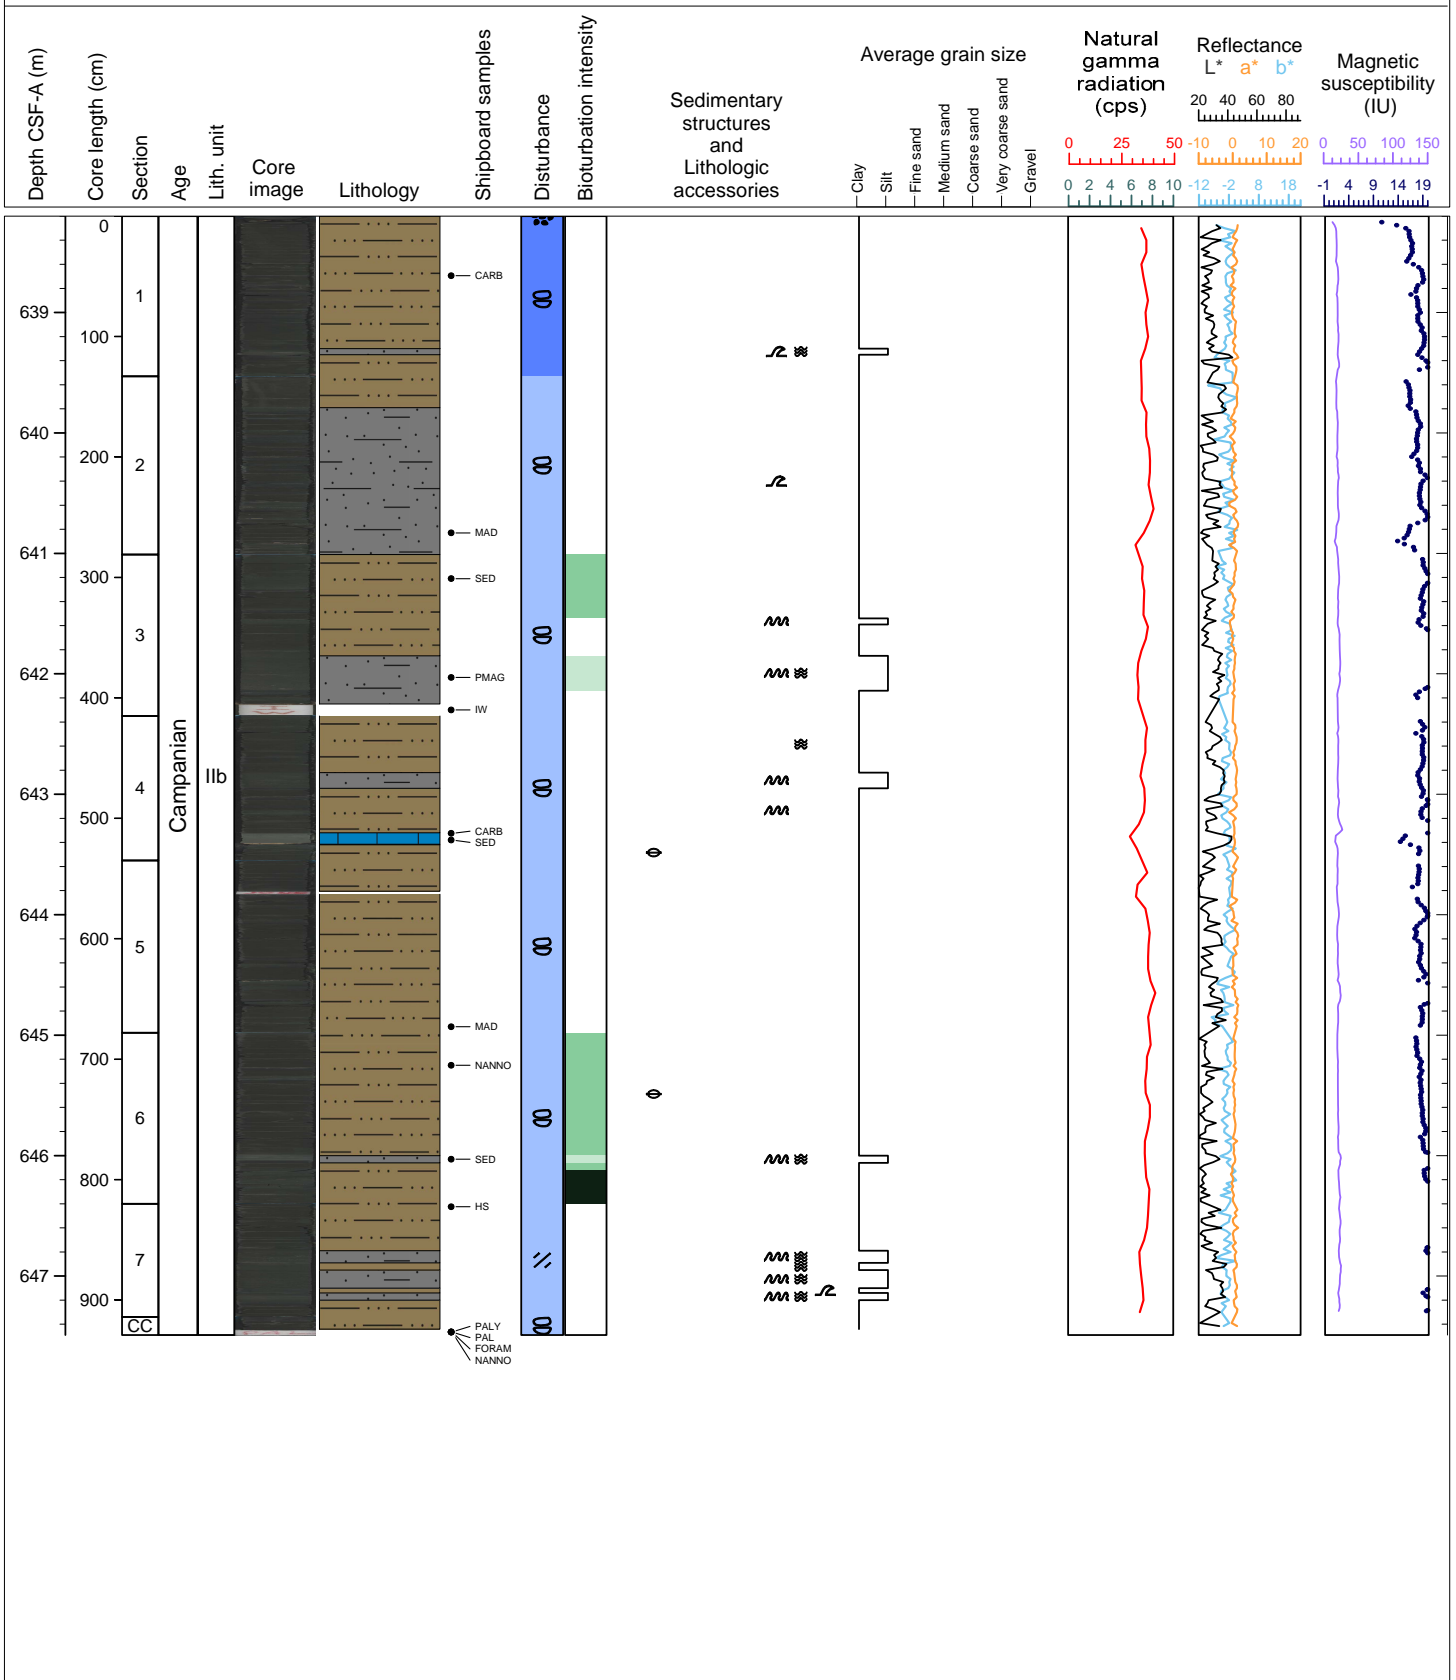 Depth CSF-A (m)
Core length (cm)
Section
Age
Lith. unit
Core
image
Lithology
Shipboard samples
Disturbance
Bioturbation intensity
Sedimentary
structures
and
Lithologic
accessories
Average grain size
Clay
Silt
Fine sand
Medium sand
Coarse sand
Very coarse sand
Gravel
Natural
gamma
radiation
(cps)
0 25 50
0 2 4 6 8 10
Reflectance
L* a* b*
20 40 60 80
-10 0 10 20
-12 -2 8 18
Magnetic
susceptibility
(IU)
0 50 100 150
-1 4 9 14 19
0
CARB
1
639
100
640
200
2
MAD
641
300
SED
3
642
PMAG
400
IW
Campanian
IIb
4
643
500
CARB
SED
644
600
5
645
MAD
700
NANNO
6
646
SED
800
HS
7
647
900
CC
PALY
PAL
FORAM
NANNO